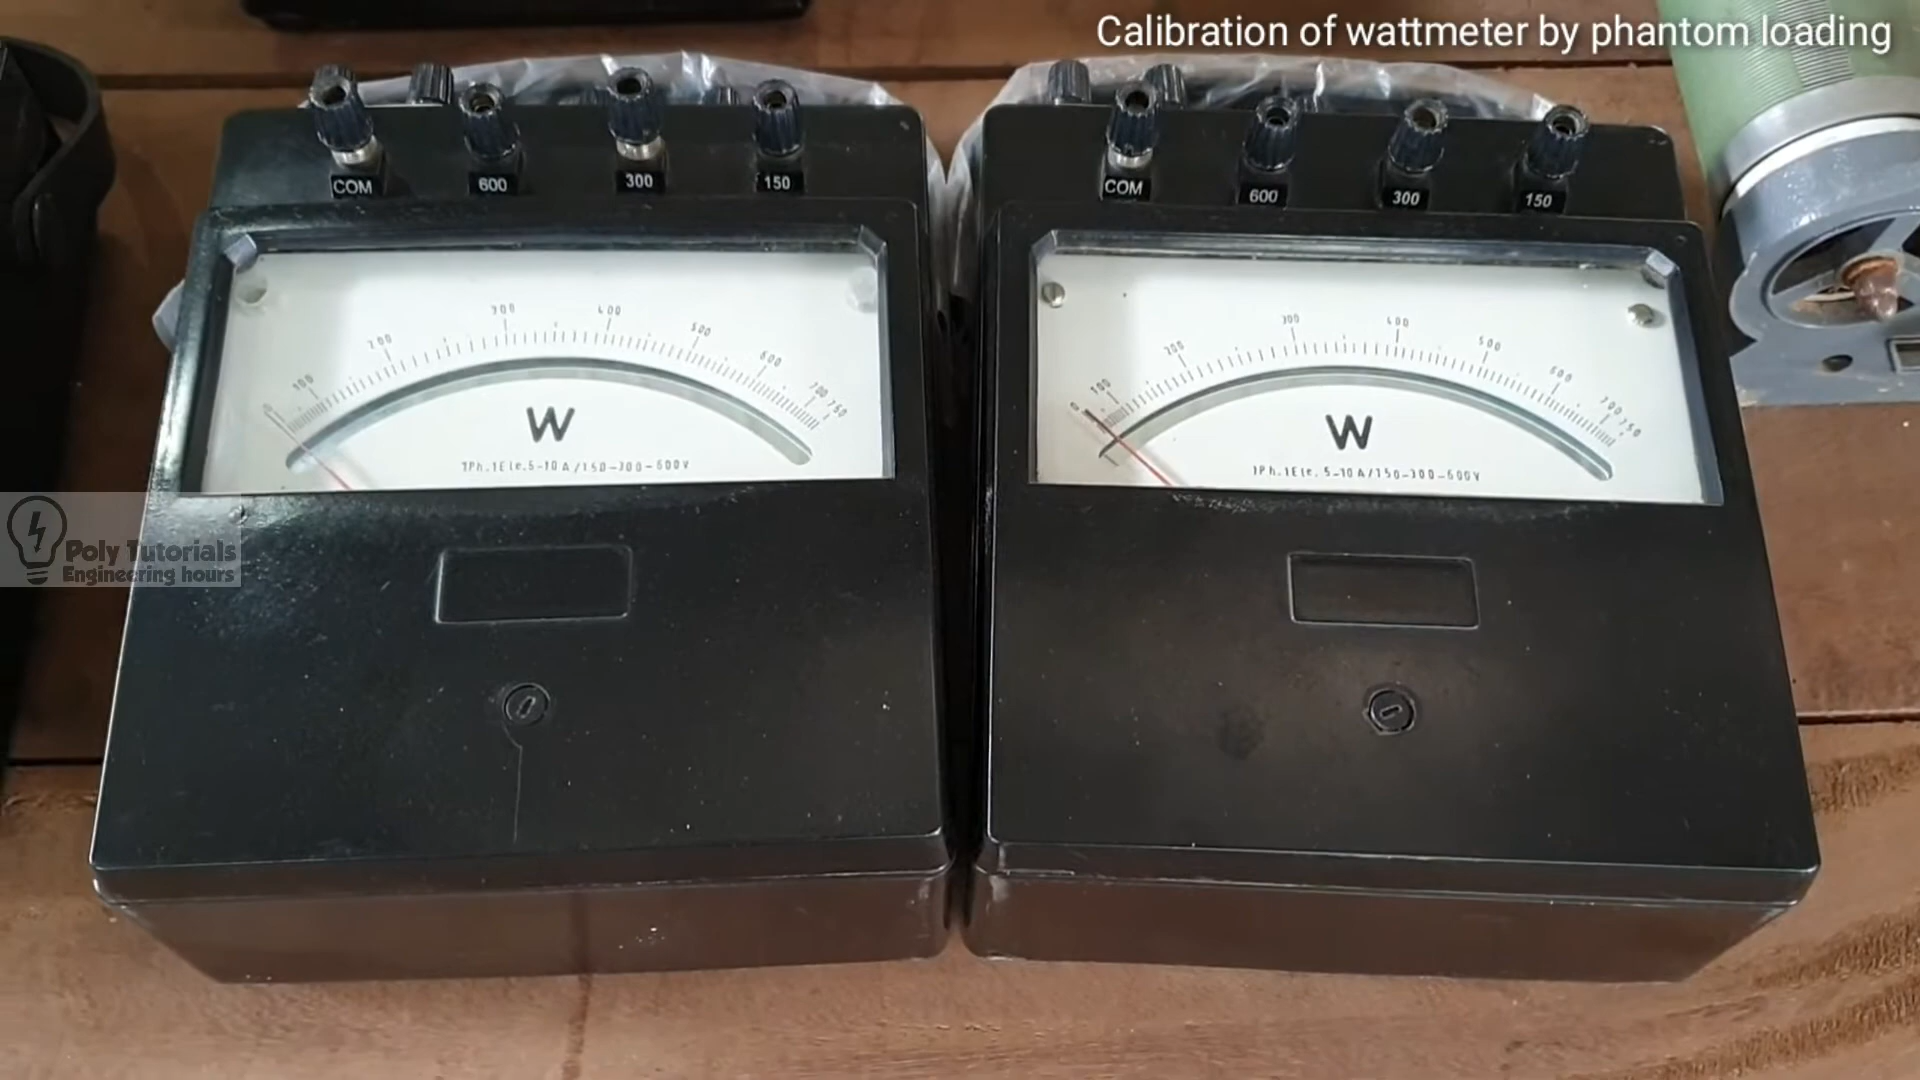 Calibration of wattmeter by phantom loading
COM 600 300 150
COM 600 300 150
0 100 200 300 400 500 600 700 750
W
1Ph.1Ele.5-10A/150-300-600V
0 100 200 300 400 500 600 700 750
W
1Ph.1Ele.5-10A/150-300-600V
Poly Tutorials
Engineering hours